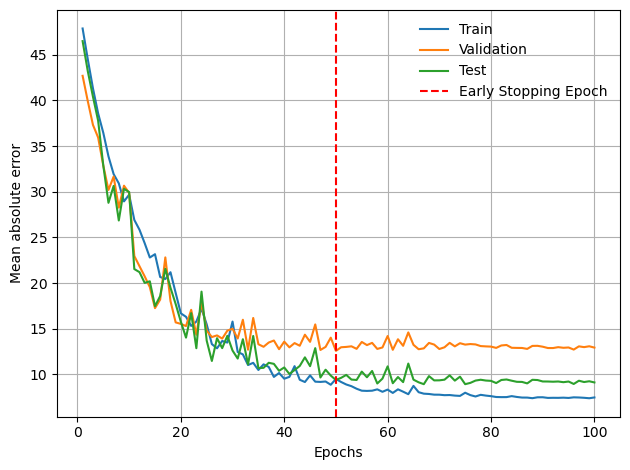 Train
Validation
Test
Early Stopping Epoch
45
40
35
30
25
20
15
10
Mean absolute error
0
20
40
60
80
100
Epochs